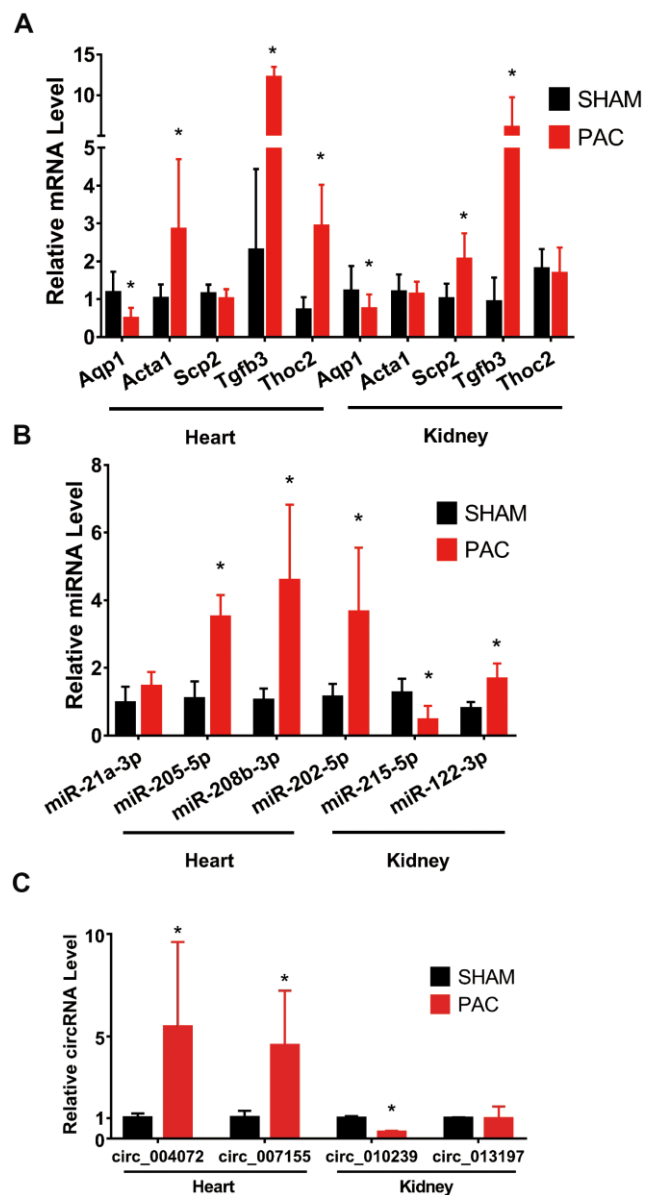 A
Relative mRNA Level
15
10
5
4
3
2
1
0
* * * * * * *
SHAM
PAC
Aqp1 Acta1 Scp2 Tgfb3 Thoc2 Aqp1 Acta1 Scp2 Tgfb3 Thoc2
Heart Kidney
B
Relative miRNA Level
8
6
4
2
0
* * * * *
SHAM
PAC
miR-21a-3p miR-205-5p miR-208b-3p miR-202-5p miR-215-5p miR-122-3p
Heart Kidney
C
Relative circRNA Level
10
5
1
0
* * *
SHAM
PAC
circ_004072 circ_007155 circ_010239 circ_013197
Heart Kidney